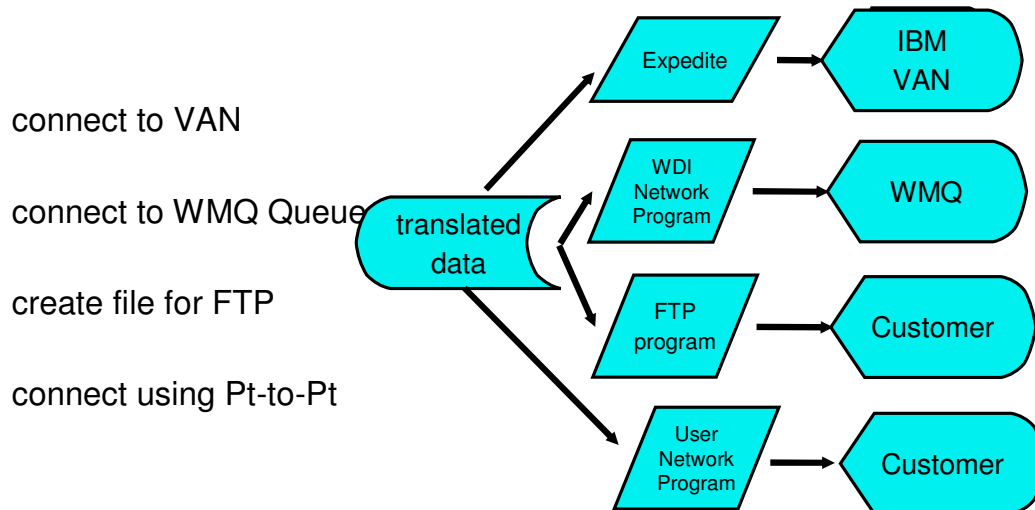 connect to VAN
connect to WMQ Queue
create file for FTP
connect using Pt-to-Pt
translated
data
Expedite
IBM
VAN
WDI
Network
Program
WMQ
FTP
program
Customer
User
Network
Program
Customer